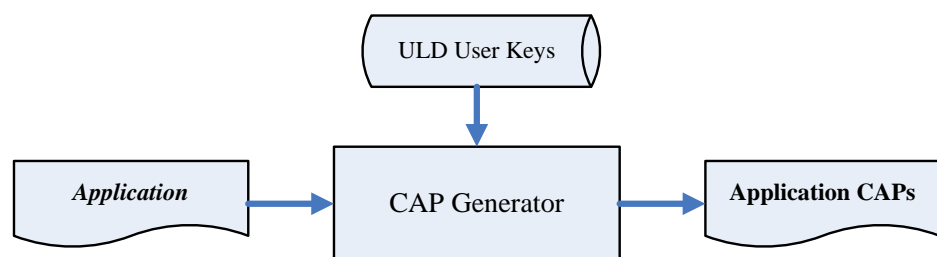 ULD User Keys
Application
CAP Generator
Application CAPs